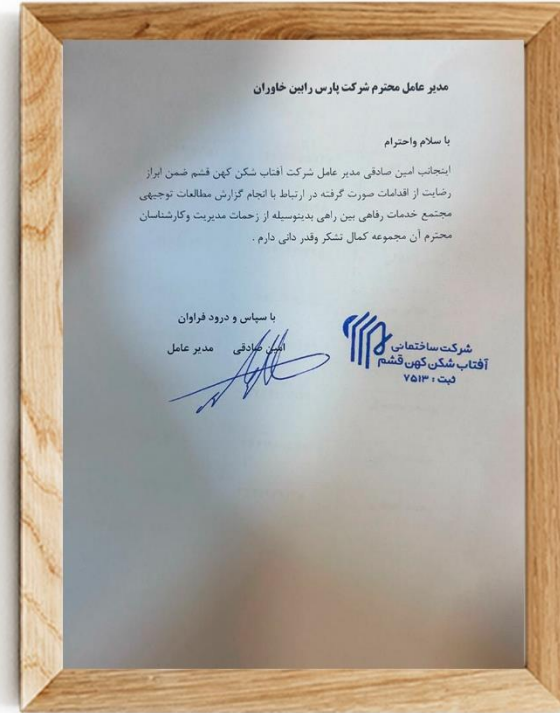 مدیر عامل محترم شرکت پارس رابین خاوران
با سلام واحترام
اینجانب امین صادقی مدیر عامل شرکت آفتاب شکن کهن قشم ضمن ابراز
رضایت از اقدامات صورت گرفته در ارتباط با انجام گزارش مطالعات توجیهی
مجتمع خدمات رفاهی بین راهی بدینوسیله از زحمات مدیریت وکارشناسان
محترم آن مجموعه کمال تشکر وقدر دانی دارم .
با سپاس و درود فراوان
امین صادقی مدیر عامل
شرکت ساختمانی
آفتاب شکن کهن قشم
ثبت : ۷۵۱۳